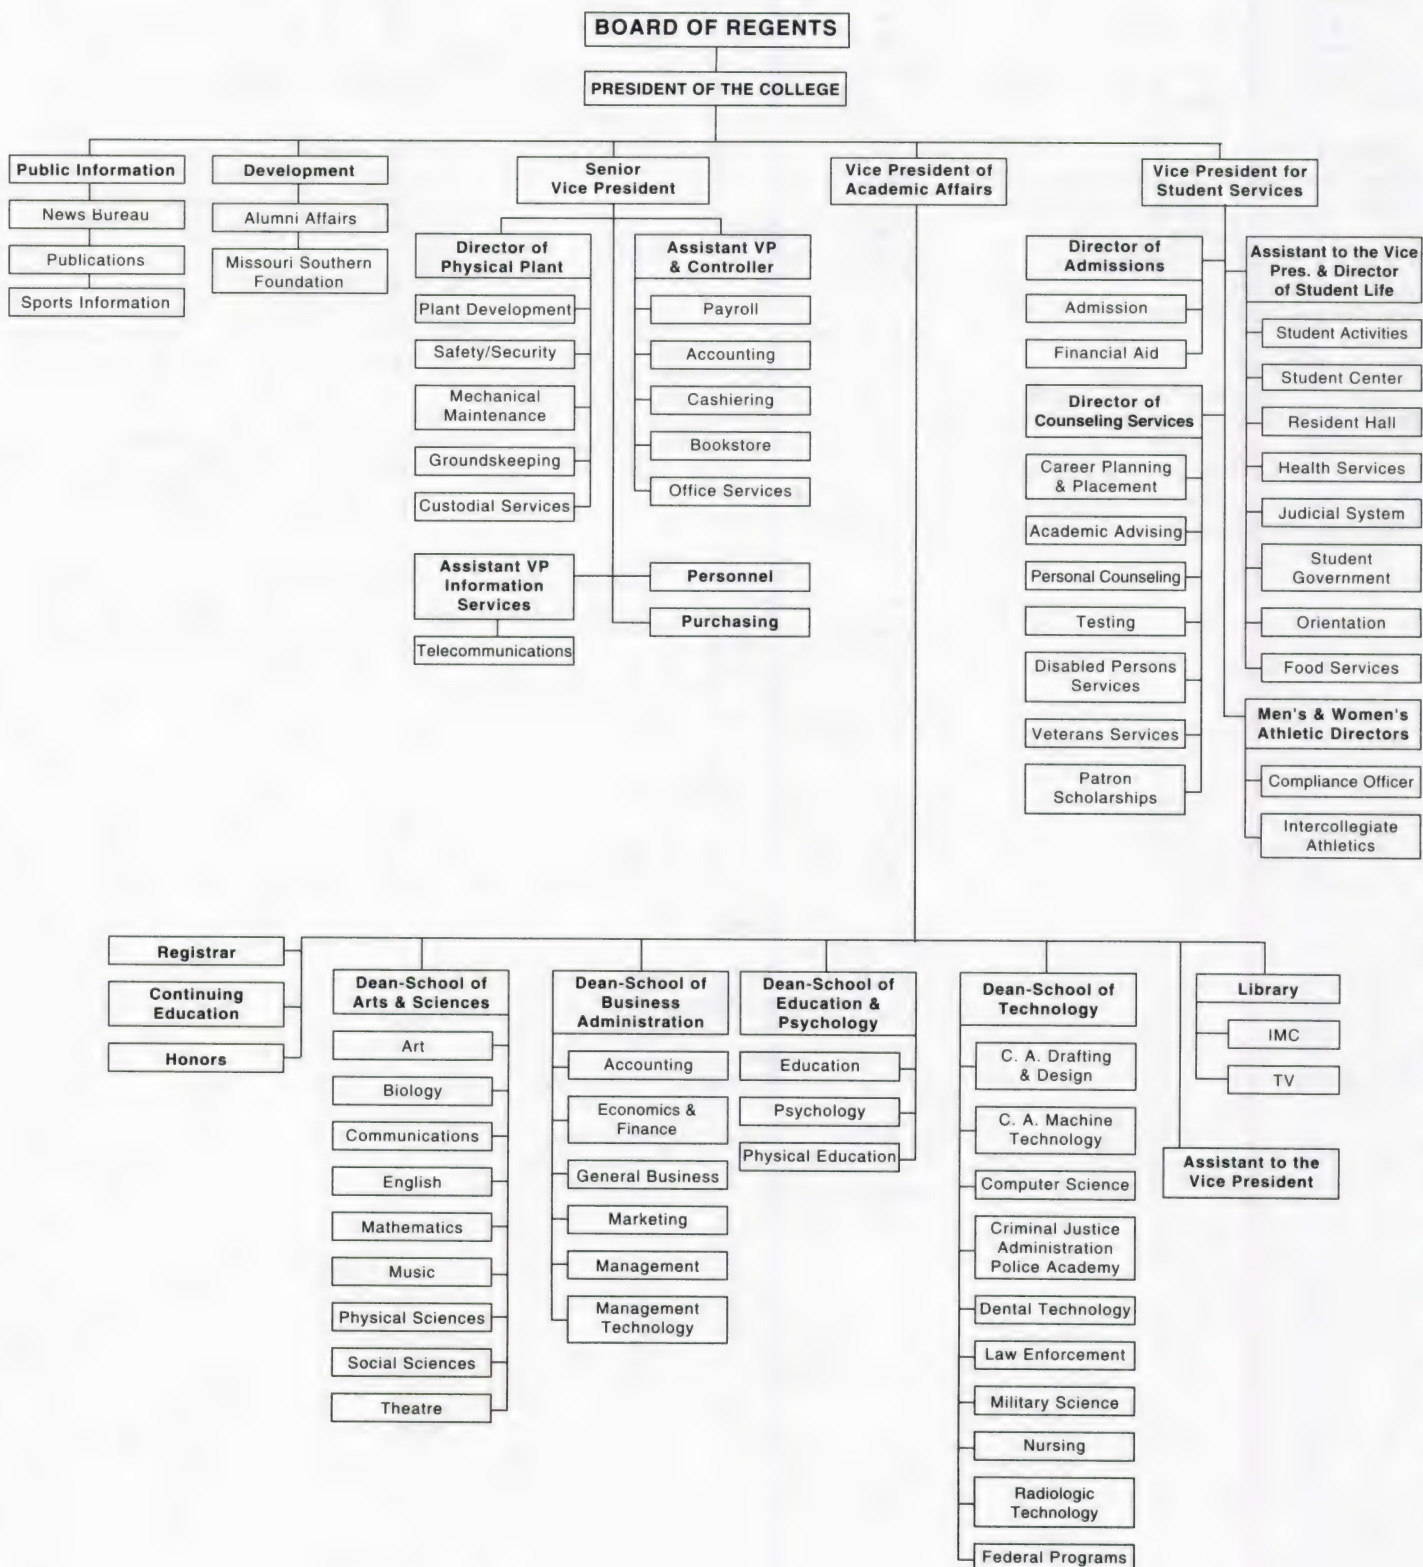 BOARD OF REGENTS
PRESIDENT OF THE COLLEGE
Public Information
News Bureau
Publications
Sports Information
Development
Alumni Affairs
Missouri Southern
Foundation
Senior
Vice President
Director of
Physical Plant
Plant Development
Safety/Security
Mechanical
Maintenance
Groundskeeping
Custodial Services
Assistant VP
Information
Services
Telecommunications
Assistant VP
& Controller
Payroll
Accounting
Cashiering
Bookstore
Office Services
Personnel
Purchasing
Vice President of
Academic Affairs
Vice President for
Student Services
Director of
Admissions
Admission
Financial Aid
Director of
Counseling Services
Career Planning
& Placement
Academic Advising
Personal Counseling
Testing
Disabled Persons
Services
Veterans Services
Patron
Scholarships
Assistant to the Vice
Pres. & Director
of Student Life
Student Activities
Student Center
Resident Hall
Health Services
Judicial System
Student
Government
Orientation
Food Services
Men's & Women's
Athletic Directors
Compliance Officer
Intercollegiate
Athletics
Registrar
Continuing
Education
Honors
Dean-School of
Arts & Sciences
Art
Biology
Communications
English
Mathematics
Music
Physical Sciences
Social Sciences
Theatre
Dean-School of
Business
Administration
Accounting
Economics &
Finance
General Business
Marketing
Management
Management
Technology
Dean-School of
Education &
Psychology
Education
Psychology
Physical Education
Dean-School of
Technology
C. A. Drafting
& Design
C. A. Machine
Technology
Computer Science
Criminal Justice
Administration
Police Academy
Dental Technology
Law Enforcement
Military Science
Nursing
Radiologic
Technology
Federal Programs
Library
IMC
TV
Assistant to the
Vice President